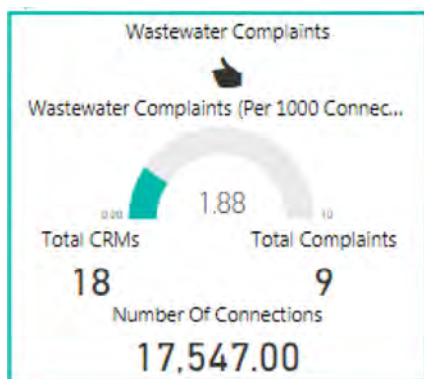 Wastewater Complaints
Wastewater Complaints (Per 1000 Connec...
1.88
0.00 10
Total CRMs Total Complaints
18 9
Number Of Connections
17,547.00